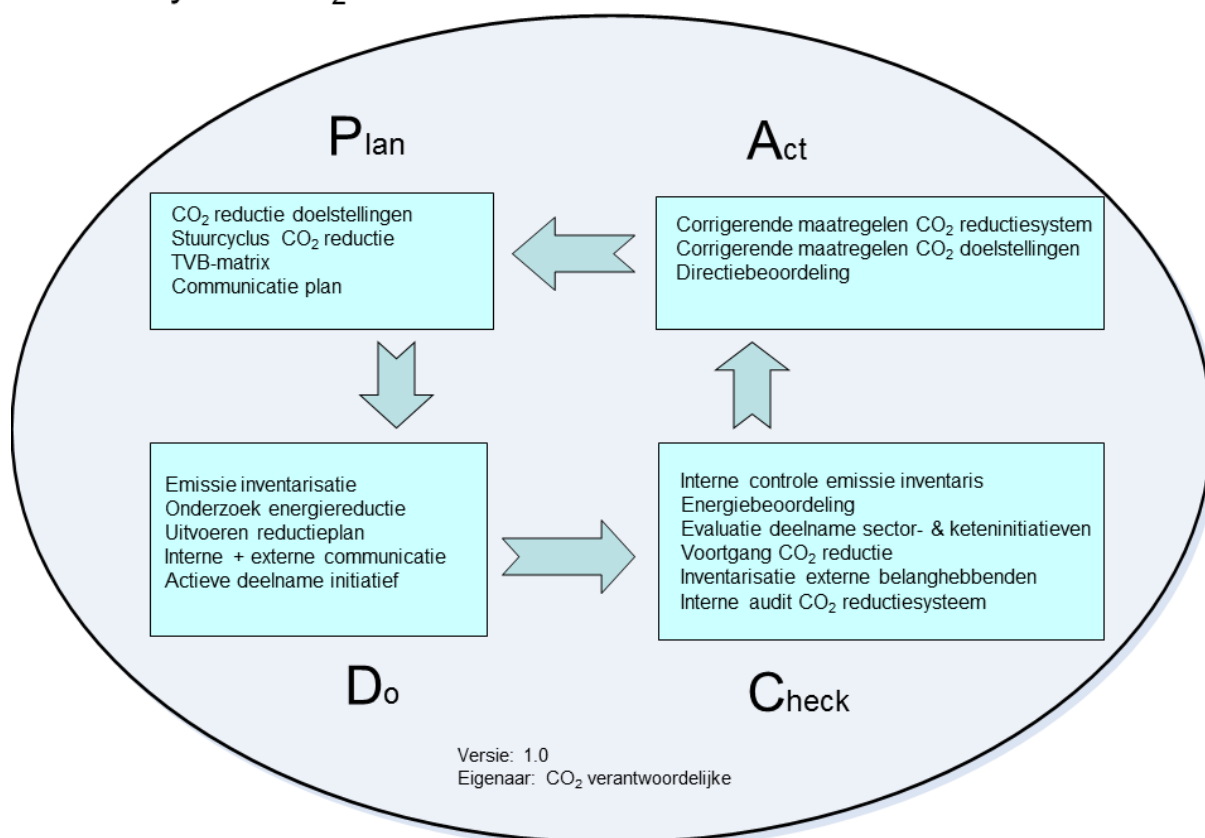 Plan
CO₂ reductie doelstellingen
Stuurcyclus CO₂ reductie
TVB-matrix
Communicatie plan
Act
Corrigerende maatregelen CO₂ reductiesystem
Corrigerende maatregelen CO₂ doelstellingen
Directiebeoordeling
Emissie inventarisatie
Onderzoek energiereductie
Uitvoeren reductieplan
Interne + externe communicatie
Actieve deelname initiatief
Do
Interne controle emissie inventaris
Energiebeoordeling
Evaluatie deelname sector- & keteninitiatieven
Voortgang CO₂ reductie
Inventarisatie externe belanghebbenden
Interne audit CO₂ reductiesysteem
Check
Versie: 1.0
Eigenaar: CO₂ verantwoordelijke